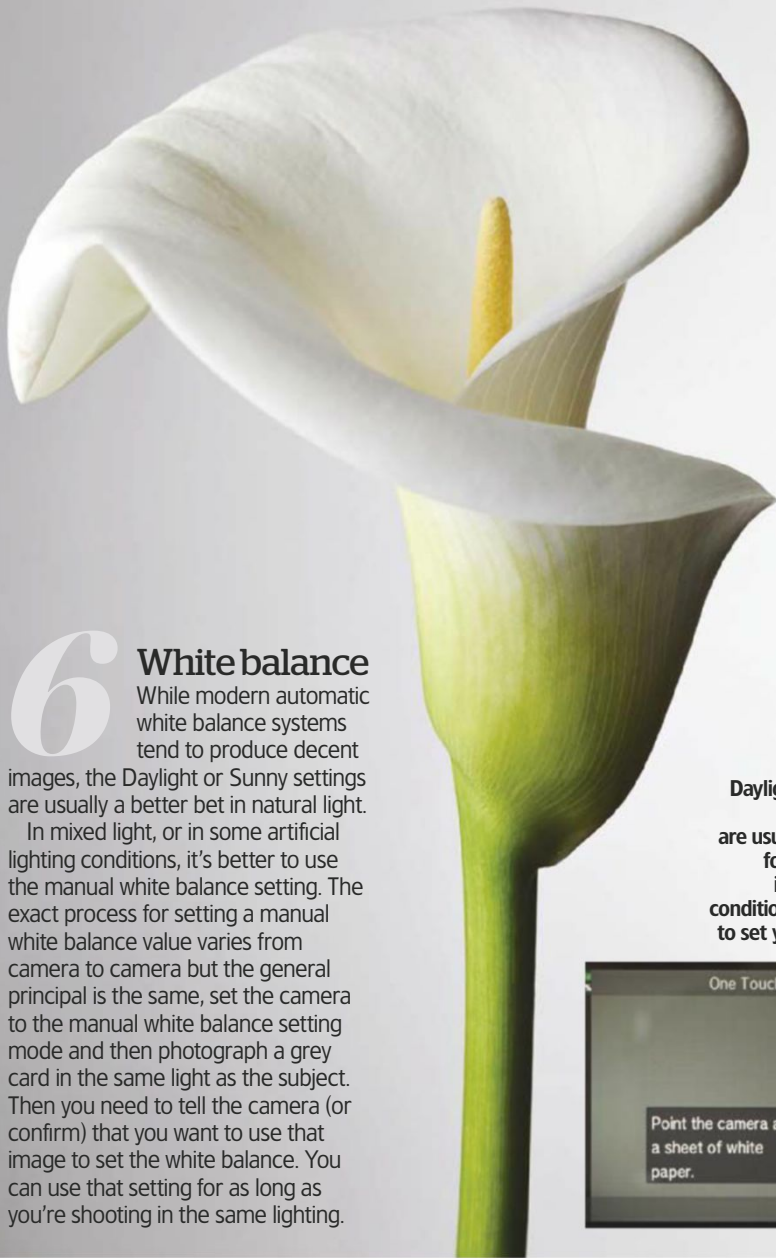 6
White balance
While modern automatic
white balance systems
tend to produce decent
images, the Daylight or Sunny settings
are usually a better bet in natural light.
In mixed light, or in some artificial
lighting conditions, it's better to use
the manual white balance setting. The
exact process for setting a manual
white balance value varies from
camera to camera but the general
principal is the same, set the camera
to the manual white balance setting
mode and then photograph a grey
card in the same light as the subject.
Then you need to tell the camera (or
confirm) that you want to use that
image to set the white balance. You
can use that setting for as long as
you're shooting in the same lighting.
are
to set
One Touch
Point the camera
a sheet of white
paper.